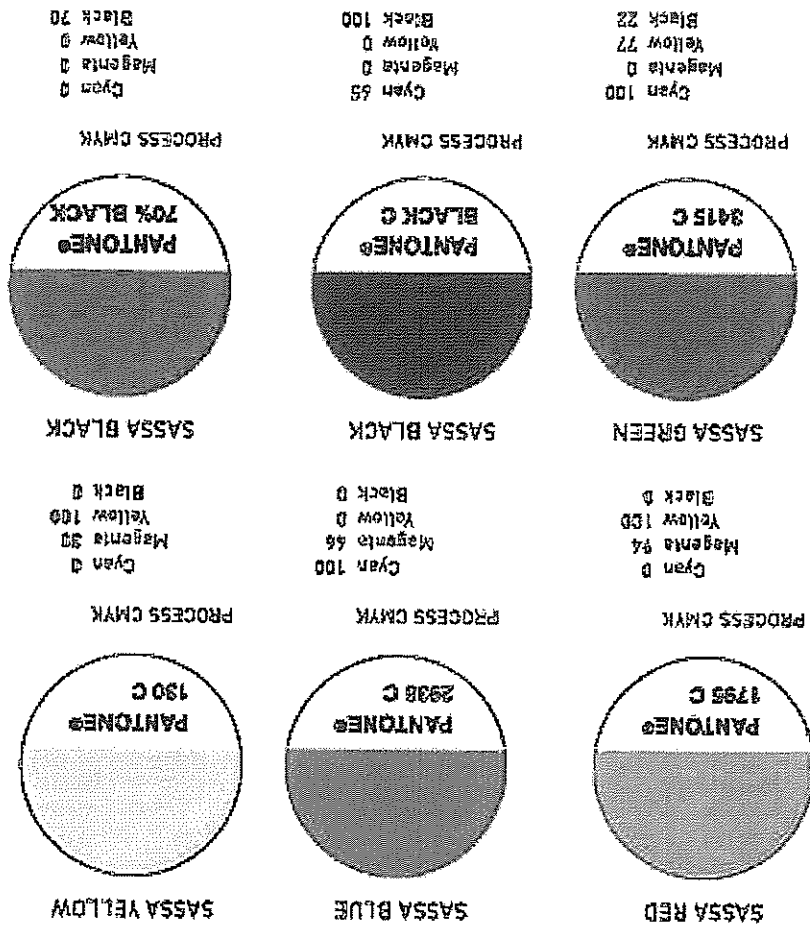 SASSA RED
PANTONE®
1795 C
PROCESS CMYK
Cyan 0
Magenta 94
Yellow 100
Black 0
SASSA BLUE
PANTONE®
2935 C
PROCESS CMYK
Cyan 100
Magenta 46
Yellow 0
Black 0
SASSA YELLOW
PANTONE®
130 C
PROCESS CMYK
Cyan 0
Magenta 30
Yellow 100
Black 0
SASSA GREEN
PANTONE®
3415 C
PROCESS CMYK
Cyan 100
Magenta 0
Yellow 77
Black 22
SASSA BLACK
PANTONE®
BLACK C
PROCESS CMYK
Cyan 65
Magenta 0
Yellow 0
Black 100
SASSA BLACK
PANTONE®
70% BLACK
PROCESS CMYK
Cyan 0
Magenta 0
Yellow 0
Black 70